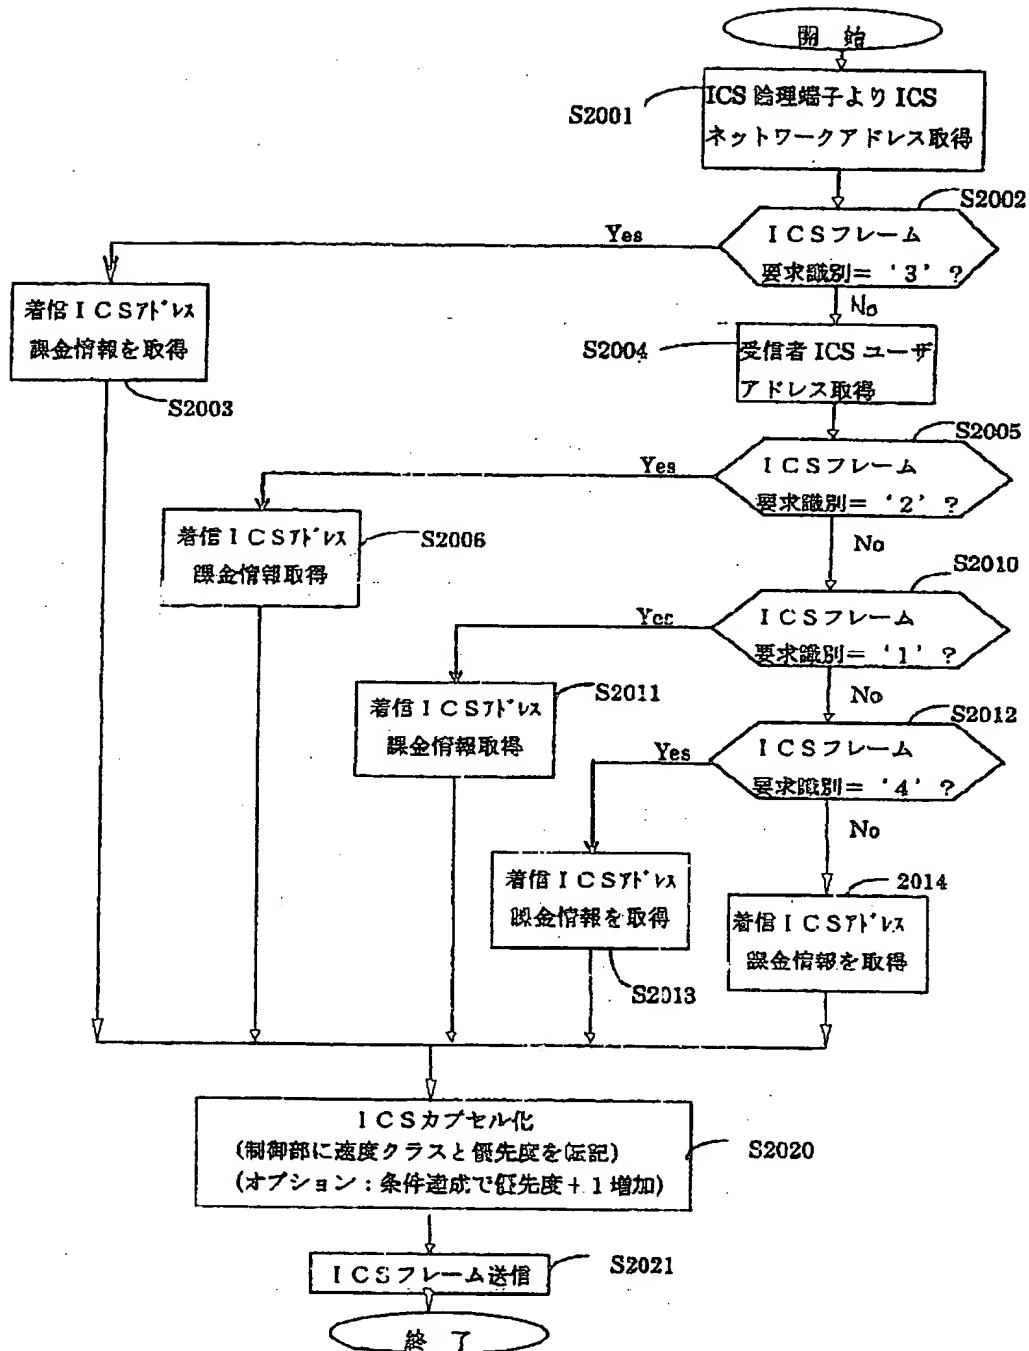 開 始
S2001
ICS 論理端子より ICS
ネットワークアドレス取得
S2002
ICSフレーム
要求識別= '3' ?
Yes
No
着信ICSアドレス
課金情報を取得
S2003
S2004
受信者 ICS ユーザ
アドレス取得
S2005
ICSフレーム
要求識別= '2' ?
Yes
No
着信ICSアドレス
課金情報取得
S2006
S2010
ICSフレーム
要求識別= '1' ?
Yes
No
着信ICSアドレス
課金情報取得
S2011
S2012
ICSフレーム
要求識別= '4' ?
Yes
No
着信ICSアドレス
課金情報を取得
S2013
2014
着信ICSアドレス
課金情報を取得
ICSカプセル化
(制御部に速度クラスと優先度を転記)
(オプション:条件達成で優先度+1増加)
S2020
ICSフレーム送信
S2021
終 了